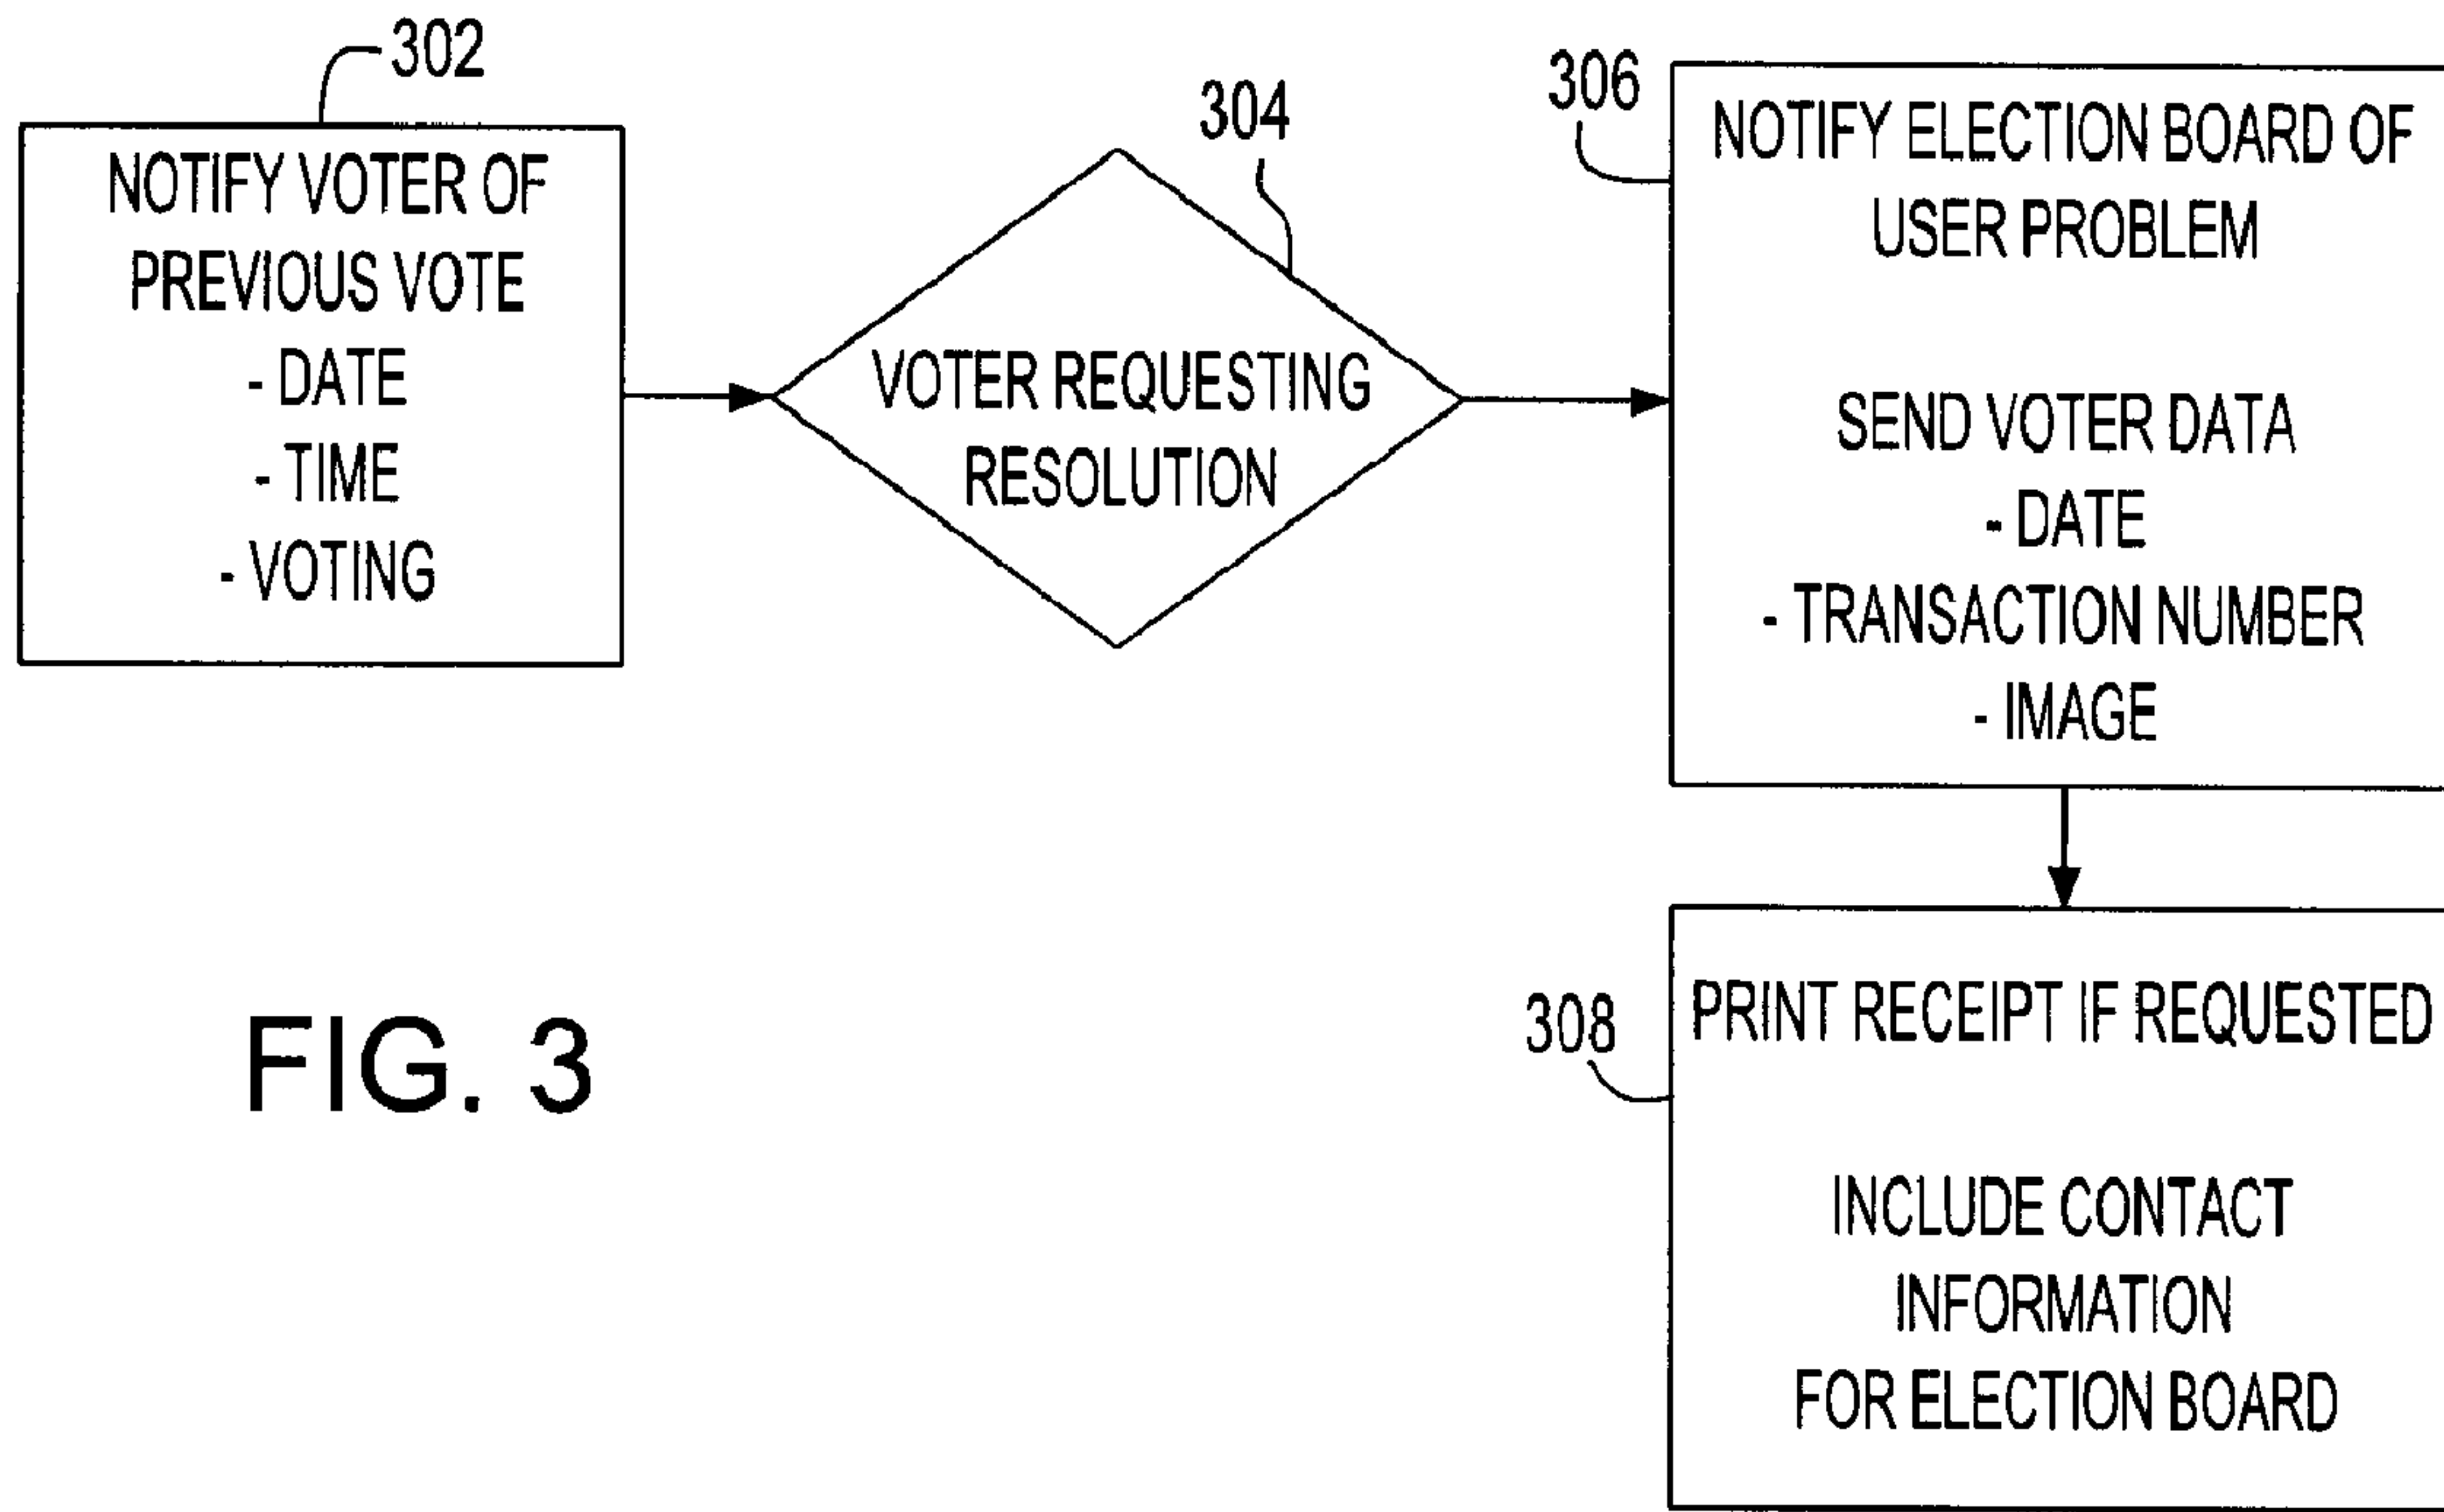 302
NOTIFY VOTER OF
PREVIOUS VOTE
- DATE
- TIME
- VOTING
304
VOTER REQUESTING
RESOLUTION
306
NOTIFY ELECTION BOARD OF
USER PROBLEM
SEND VOTER DATA
- DATE
- TRANSACTION NUMBER
- IMAGE
308
PRINT RECEIPT IF REQUESTED
INCLUDE CONTACT
INFORMATION
FOR ELECTION BOARD
FIG. 3